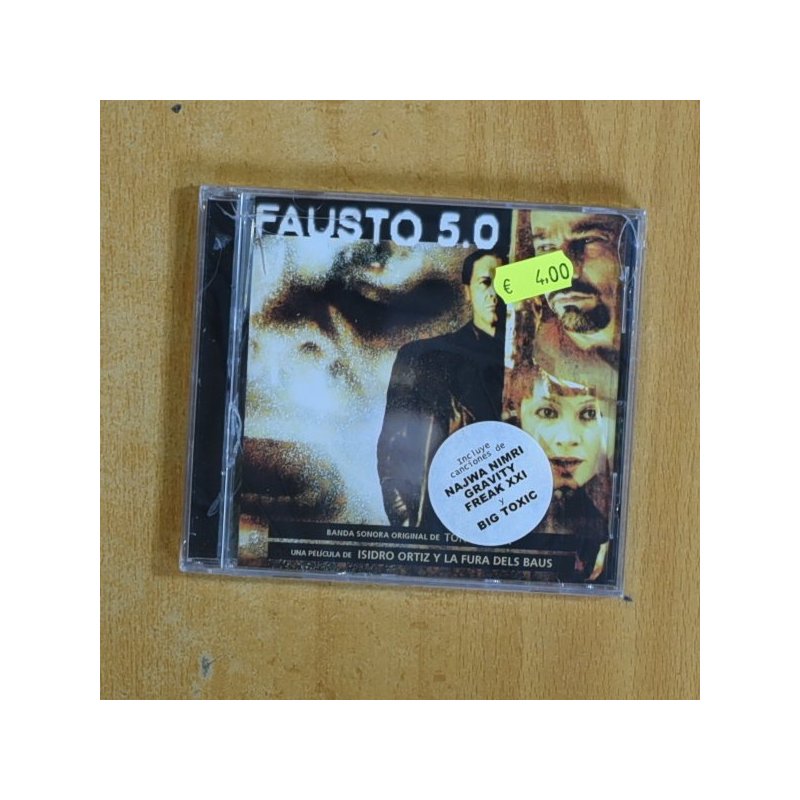 FAUSTO 5.0
€ 4,00
Incluye
canciones de
NAJWA NIMRI
GRAVITY
FREAK XXI
y
BIG TOXIC
BANDA SONORA ORIGINAL DE
UNA PELÍCULA DE ISIDRO ORTIZ Y LA FURA DELS BAUS